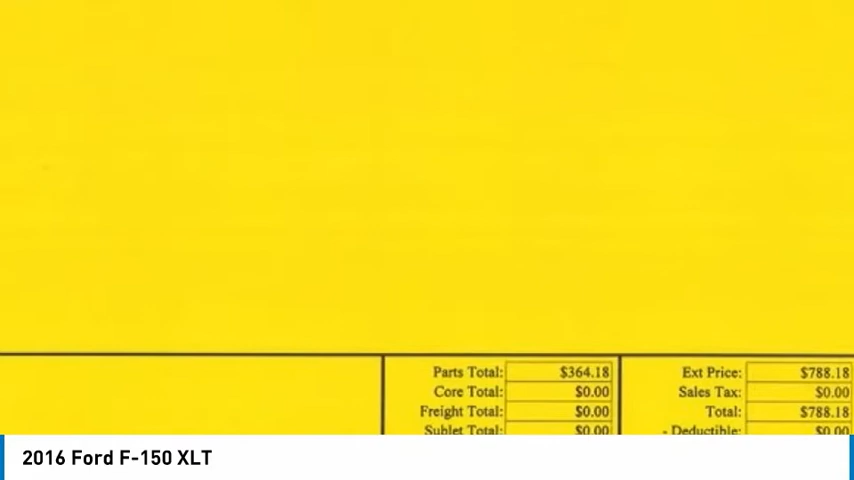 Parts Total: $364.18 Ext Price: $788.18
Core Total: $0.00 Sales Tax: $0.00
Freight Total: $0.00 Total: $788.18
Sublet Total: $0.00 - Deductible: $0.00
2016 Ford F-150 XLT